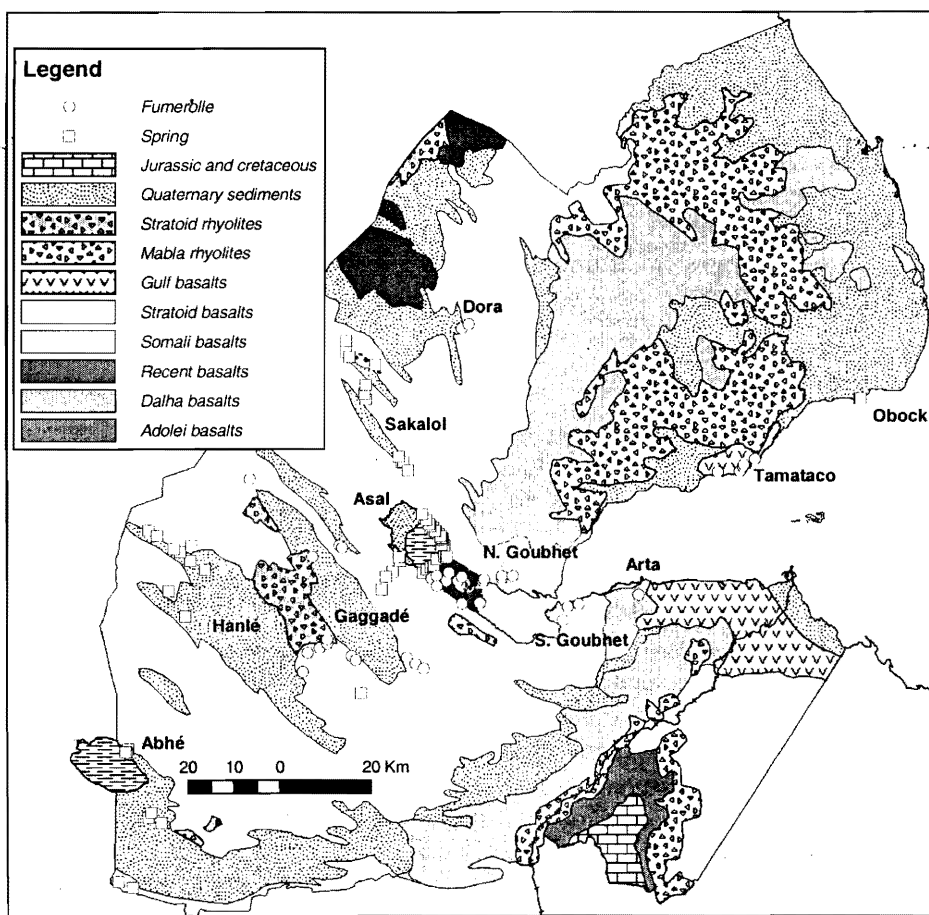 Legend
Fumerolle
Spring
Jurassic and cretaceous
Quaternary sediments
Stratoid rhyolites
Mabla rhyolites
Gulf basalts
Stratoid basalts
Somali basalts
Recent basalts
Dalha basalts
Adolei basalts
Dora
Sakalol
Obock
Tamataco
Asal
N. Goubhet
Arta
Hanlé
Gaggadé
S. Goubhet
Abhé
20 10 0 20 Km